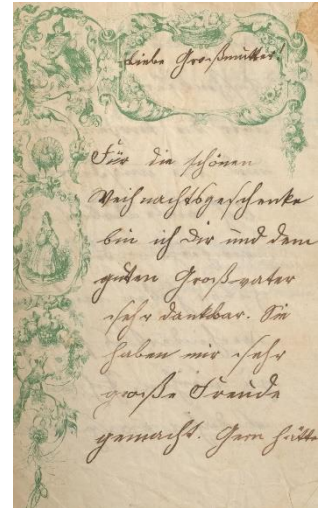 Liebe Großmutter!
Für die schönen
Weihnachtsgeschenke
bin ich Dir und dem
guten Großvater
sehr dankbar. Sie
haben mir sehr
große Freude
gemacht. Gern hätte